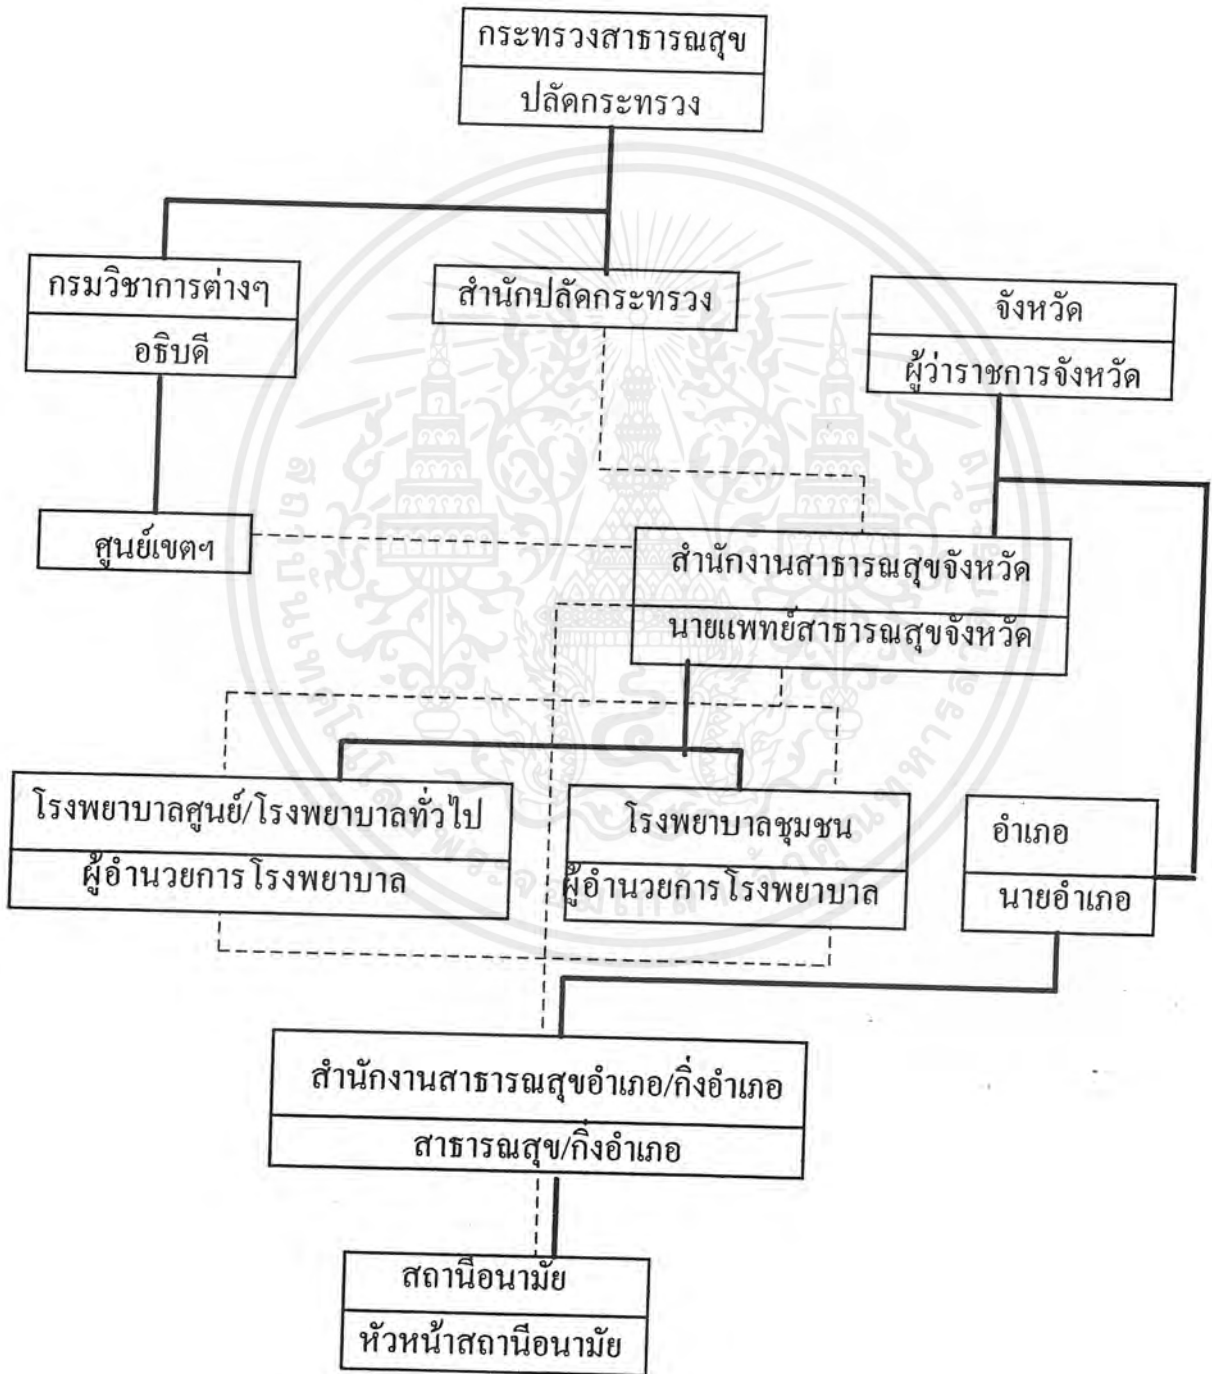 กระทรวงสาธารณสุข
ปลัดกระทรวง
กรมวิชาการต่างๆ
อธิบดี
สำนักปลัดกระทรวง
จังหวัด
ผู้ว่าราชการจังหวัด
ศูนย์เขตฯ
สำนักงานสาธารณสุขจังหวัด
นายแพทย์สาธารณสุขจังหวัด
โรงพยาบาลศูนย์/โรงพยาบาลทั่วไป
ผู้อำนวยการโรงพยาบาล
โรงพยาบาลชุมชน
ผู้อำนวยการโรงพยาบาล
อำเภอ
นายอำเภอ
สำนักงานสาธารณสุขอำเภอ/กิ่งอำเภอ
สาธารณสุข/กิ่งอำเภอ
สถานีอนามัย
หัวหน้าสถานีอนามัย